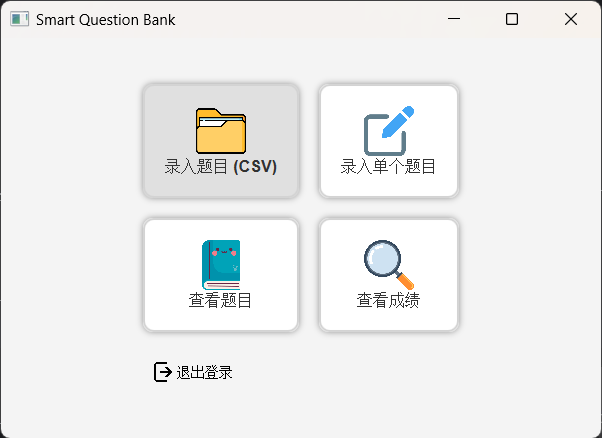 Smart Question Bank
录入题目 (CSV)
录入单个题目
查看题目
查看成绩
退出登录